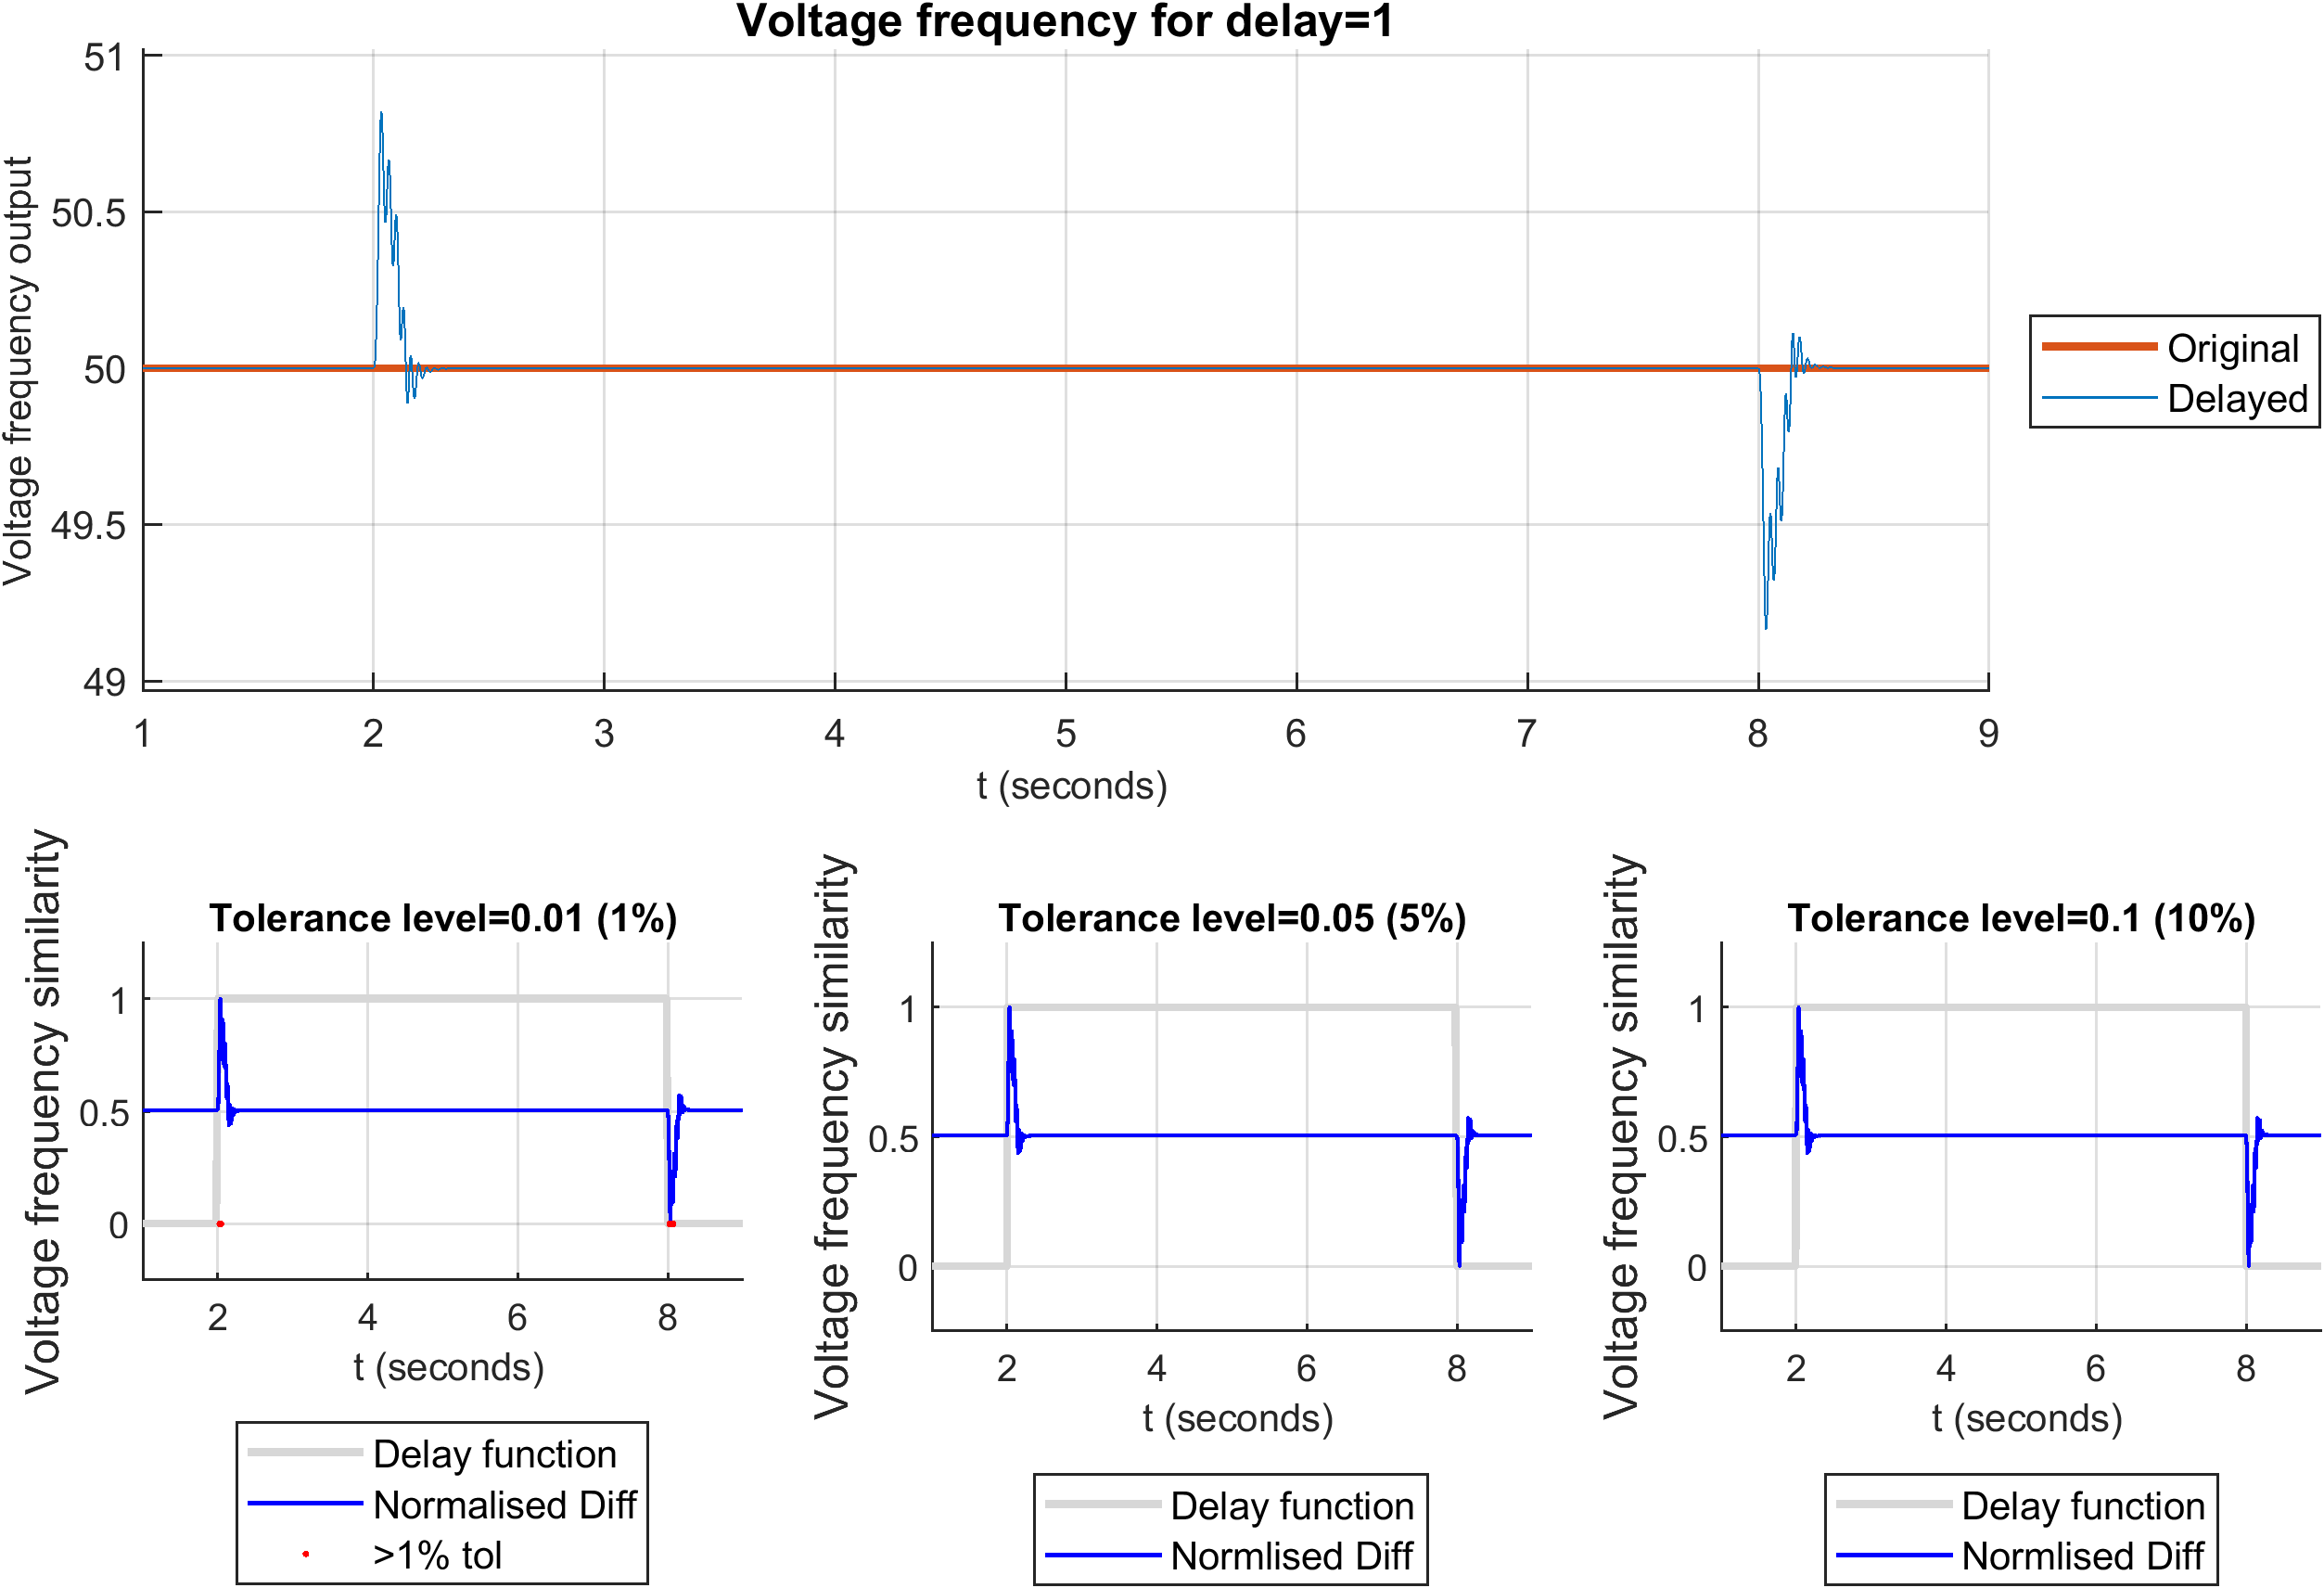 Voltage frequency for delay=1
Voltage frequency output
51
50.5
50
49.5
49
1 2 3 4 5 6 7 8 9
t (seconds)
Original
Delayed
Tolerance level=0.01 (1%)
Voltage frequency similarity
1
0.5
0
2 4 6 8
t (seconds)
Delay function
Normalised Diff
>1% tol
Tolerance level=0.05 (5%)
Voltage frequency similarity
1
0.5
0
2 4 6 8
t (seconds)
Delay function
Normlised Diff
Tolerance level=0.1 (10%)
Voltage frequency similarity
1
0.5
0
2 4 6 8
t (seconds)
Delay function
Normlised Diff